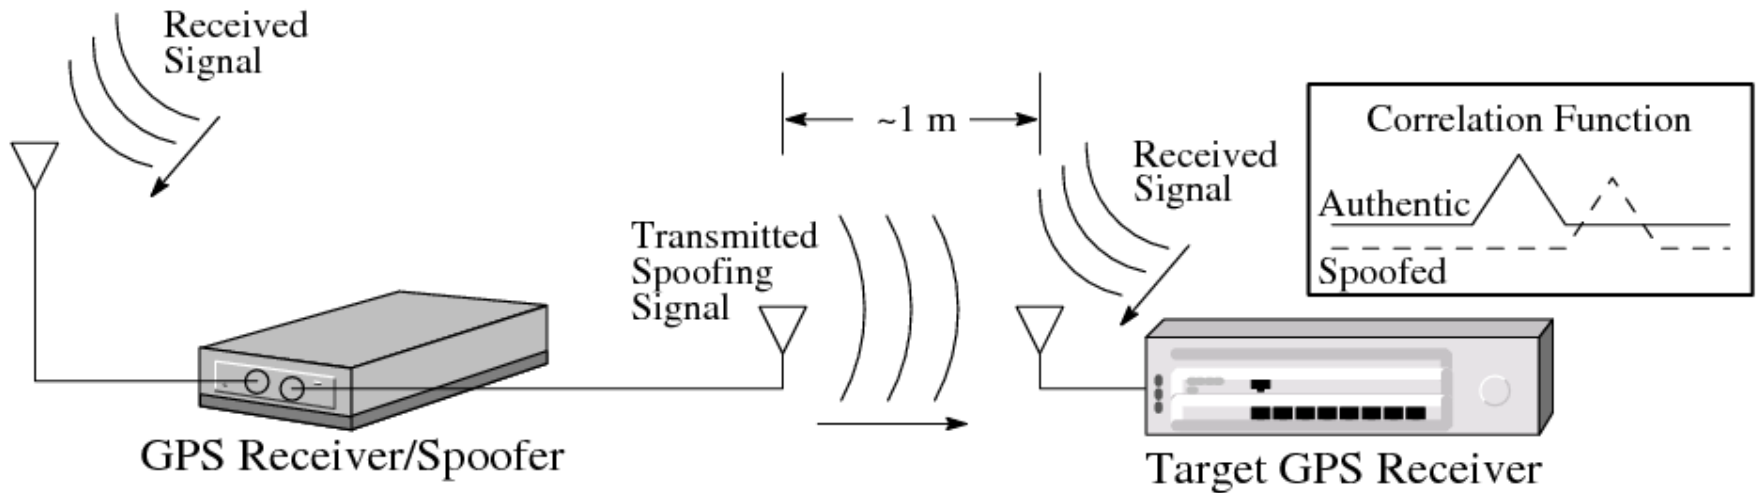 Received
Signal
~1 m
Received
Signal
Correlation Function
Authentic
Spoofed
Transmitted
Spoofing
Signal
GPS Receiver/Spoofer
Target GPS Receiver